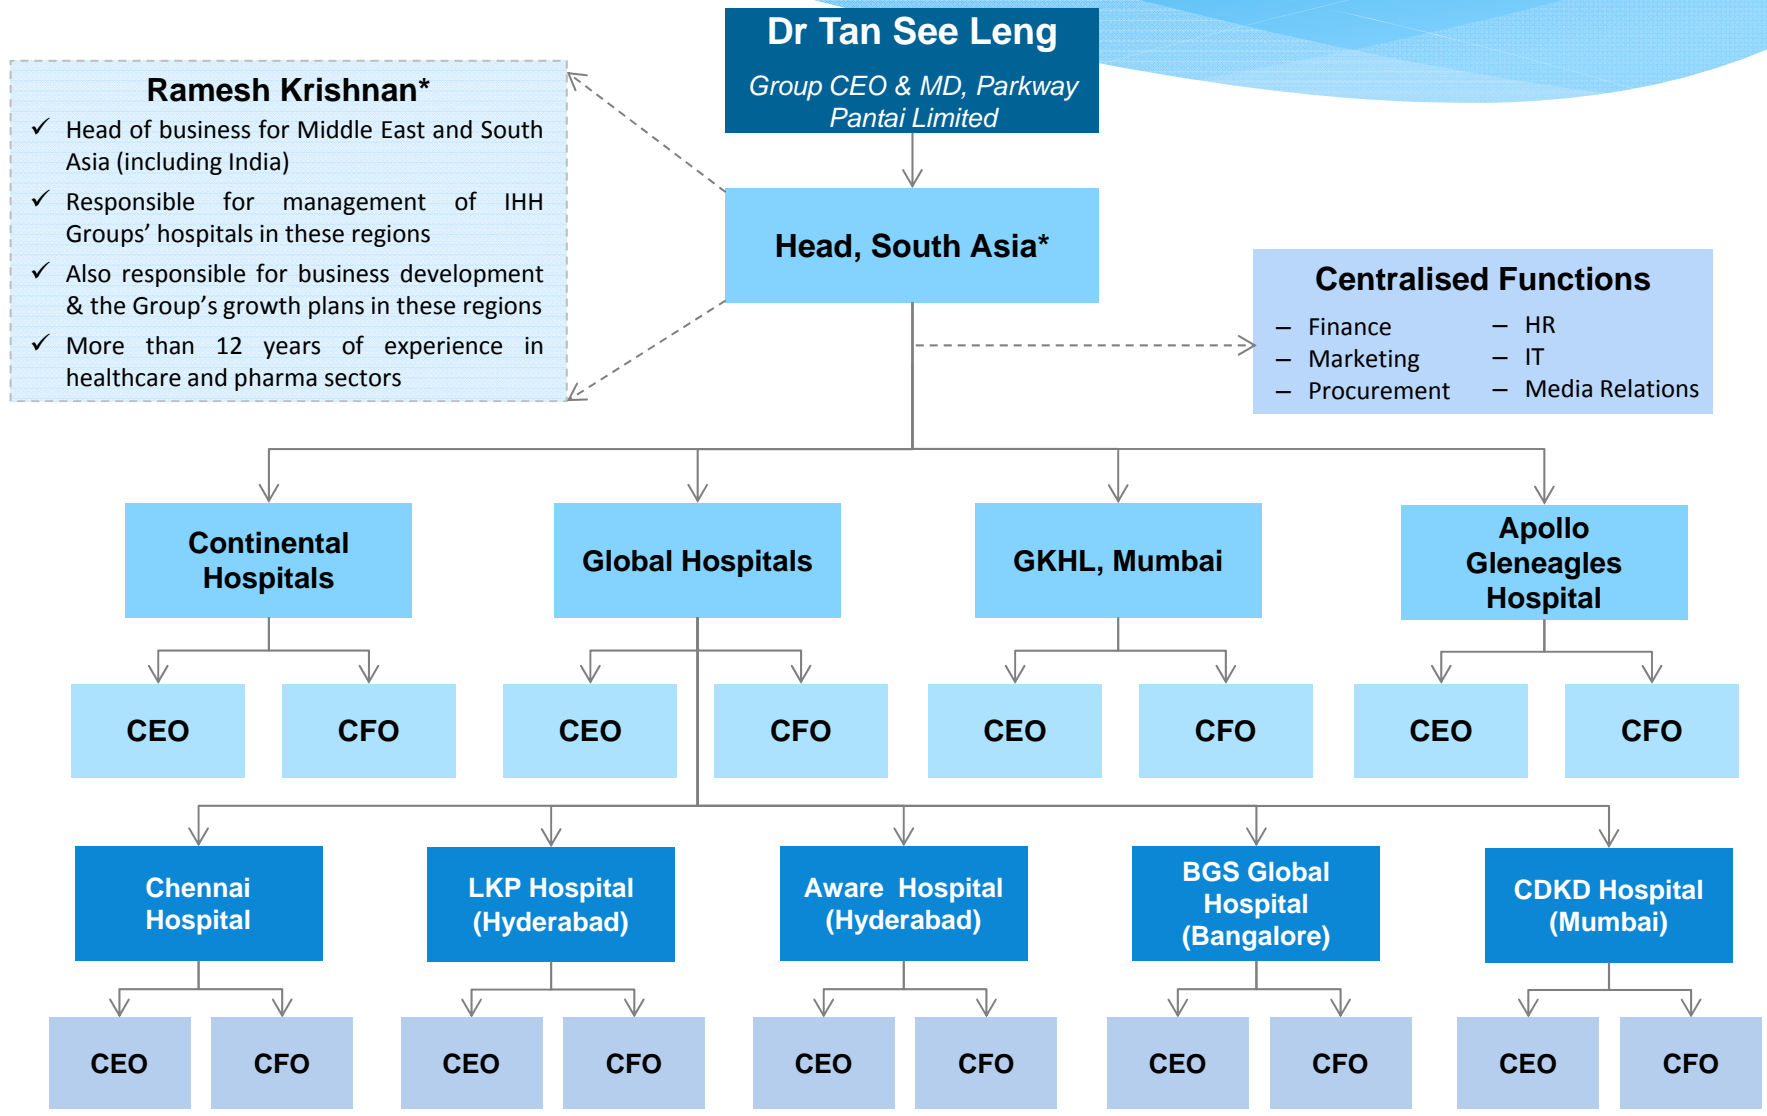 Dr Tan See Leng
Group CEO & MD, Parkway
Pantai Limited
Ramesh Krishnan*
✓ Head of business for Middle East and South
Asia (including India)
✓ Responsible for management of IHH
Groups’ hospitals in these regions
✓ Also responsible for business development
& the Group’s growth plans in these regions
✓ More than 12 years of experience in
healthcare and pharma sectors
Head, South Asia*
Centralised Functions
– Finance
– Marketing
– Procurement
– HR
– IT
– Media Relations
Continental
Hospitals
Global Hospitals
GKHL, Mumbai
Apollo
Gleneagles
Hospital
CEO
CFO
CEO
CFO
CEO
CFO
CEO
CFO
Chennai
Hospital
LKP Hospital
(Hyderabad)
Aware Hospital
(Hyderabad)
BGS Global
Hospital
(Bangalore)
CDKD Hospital
(Mumbai)
CEO
CFO
CEO
CFO
CEO
CFO
CEO
CFO
CEO
CFO